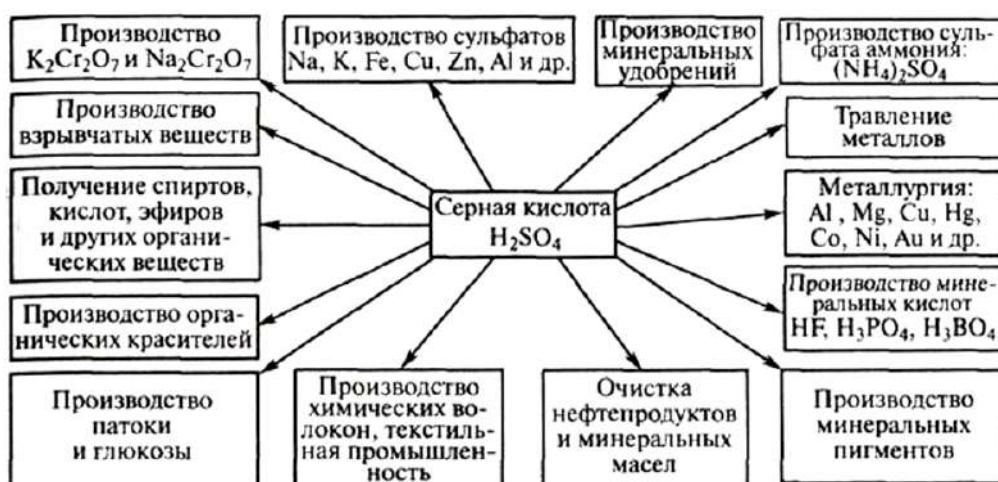 Производство
K₂Cr₂O₇ и Na₂Cr₂O₇
Производство сульфатов
Na, K, Fe, Cu, Zn, Al и др.
Производство
минеральных
удобрений
Производство суль-
фата аммония:
(NH₄)₂SO₄
Производство
взрывчатых веществ
Травление
металлов
Получение спиртов,
кислот, эфиров
и других органи-
ческих веществ
Серная кислота
H₂SO₄
Металлургия:
Al , Mg, Cu, Hg,
Co, Ni, Au и др.
Производство орга-
нических красителей
Производство мине-
ральных кислот
HF, H₃PO₄, H₃BO₄
Производство
патоки
и глюкозы
Производство
химических во-
локон, текстиль-
ная промышлен-
ность
Очистка
нефтепродуктов
и минеральных
масел
Производство
минеральных
пигментов